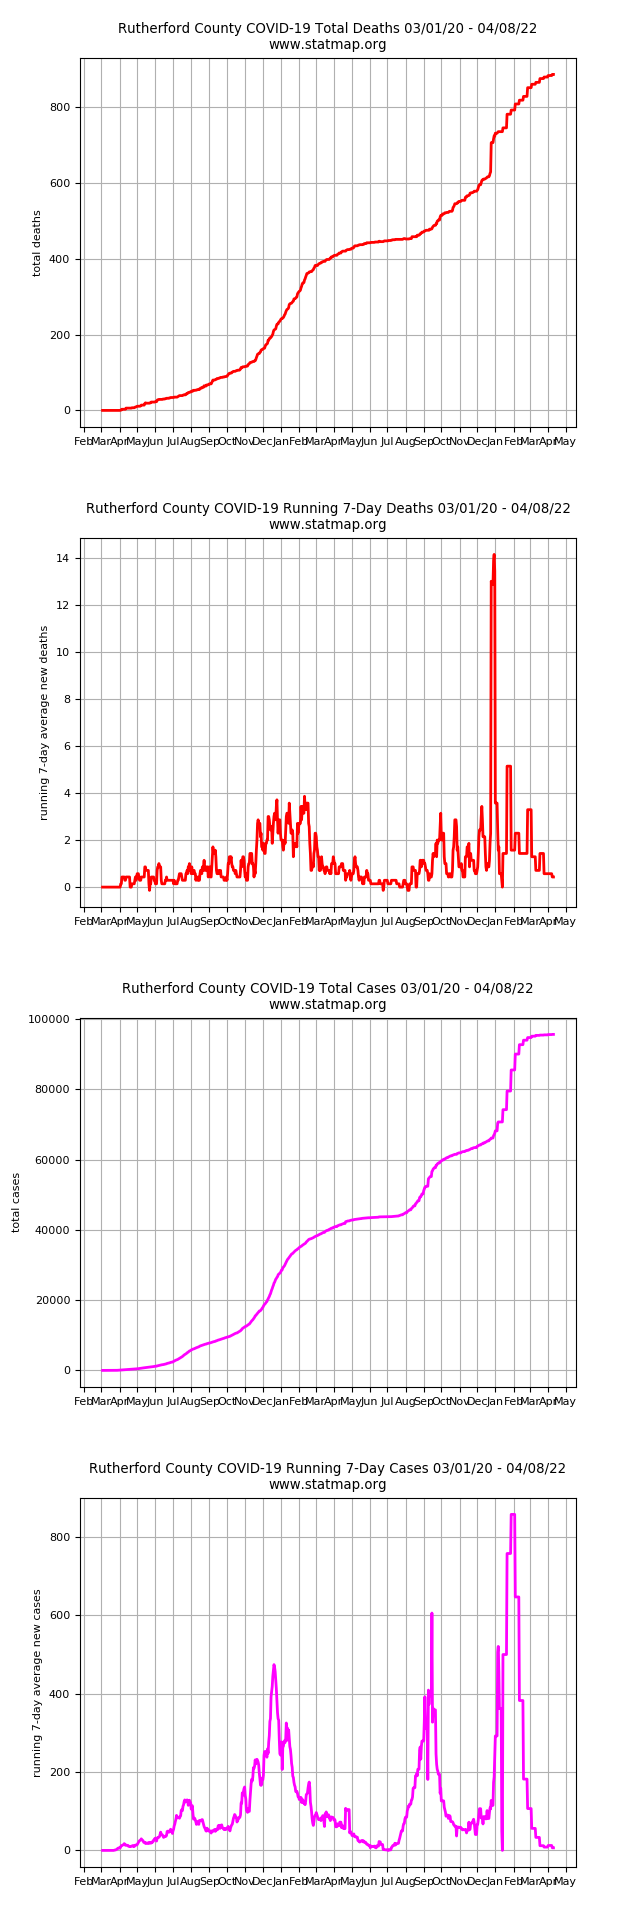 Rutherford County COVID-19 Total Deaths 03/01/20 - 04/08/22
www.statmap.org
800
600
400
200
0
total deaths
Feb Mar Apr May Jun Jul Aug Sep Oct Nov Dec Jan Feb Mar Apr May Jun Jul Aug Sep Oct Nov Dec Jan Feb Mar Apr May
Rutherford County COVID-19 Running 7-Day Deaths 03/01/20 - 04/08/22
www.statmap.org
14
12
10
8
6
4
2
0
running 7-day average new deaths
Feb Mar Apr May Jun Jul Aug Sep Oct Nov Dec Jan Feb Mar Apr May Jun Jul Aug Sep Oct Nov Dec Jan Feb Mar Apr May
Rutherford County COVID-19 Total Cases 03/01/20 - 04/08/22
www.statmap.org
100000
80000
60000
40000
20000
0
total cases
Feb Mar Apr May Jun Jul Aug Sep Oct Nov Dec Jan Feb Mar Apr May Jun Jul Aug Sep Oct Nov Dec Jan Feb Mar Apr May
Rutherford County COVID-19 Running 7-Day Cases 03/01/20 - 04/08/22
www.statmap.org
800
600
400
200
0
running 7-day average new cases
Feb Mar Apr May Jun Jul Aug Sep Oct Nov Dec Jan Feb Mar Apr May Jun Jul Aug Sep Oct Nov Dec Jan Feb Mar Apr May